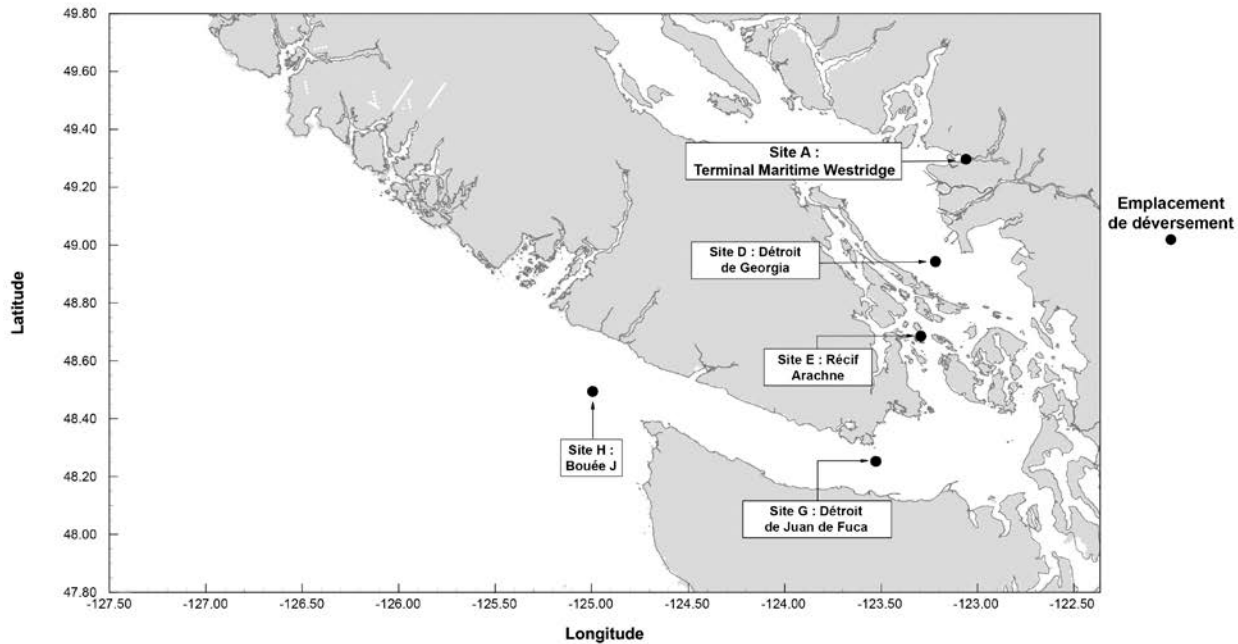 49.80
49.60
49.40
49.20
49.00
48.80
48.60
48.40
48.20
48.00
47.80
Latitude
-127.50
-127.00
-126.50
-126.00
-125.50
-125.00
-124.50
-124.00
-123.50
-123.00
-122.50
Longitude
Site A :
Terminal Maritime Westridge
Site D : Détroit
de Georgia
Site E : Récif
Arachne
Site H :
Bouée J
Site G : Détroit
de Juan de Fuca
Emplacement
de déversement